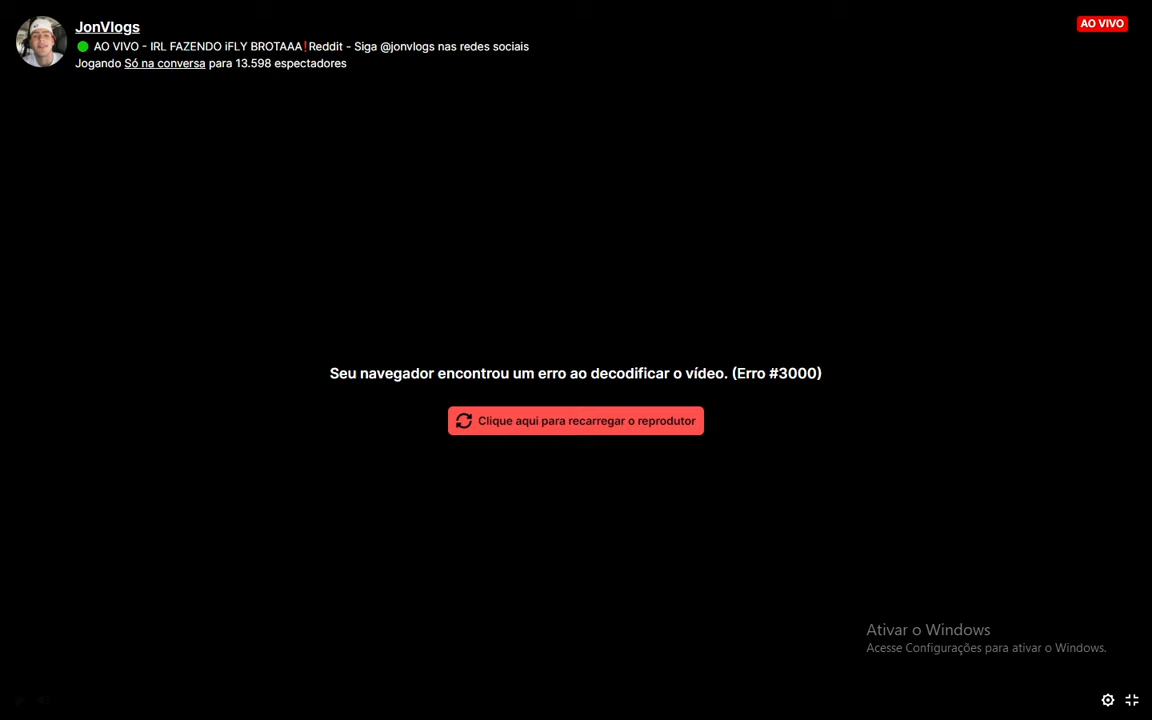 JonVlogs
AO VIVO - IRL FAZENDO iFLY BROTAAA❗Reddit - Siga @jonvlogs nas redes sociais
Jogando Só na conversa para 13.598 espectadores
AO VIVO
Seu navegador encontrou um erro ao decodificar o vídeo. (Erro #3000)
Clique aqui para recarregar o reprodutor
Ativar o Windows
Acesse Configurações para ativar o Windows.